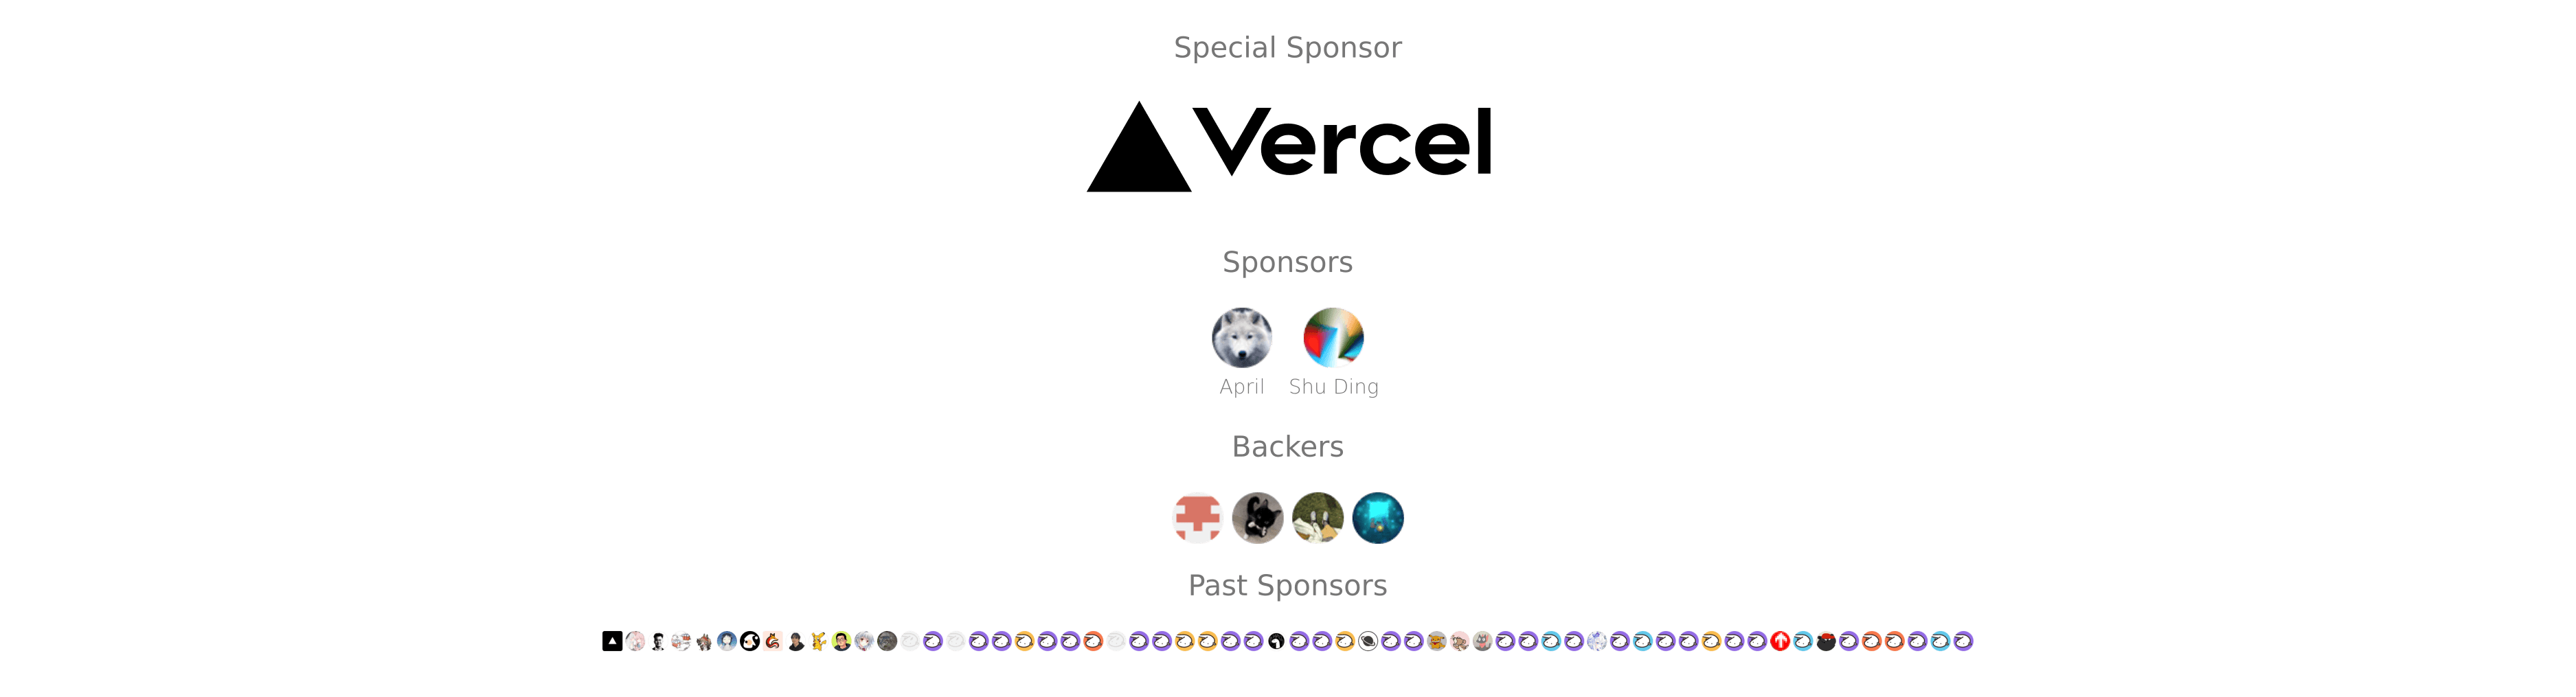 Special Sponsor
Vercel
Sponsors
April Shu Ding
Backers
Past Sponsors